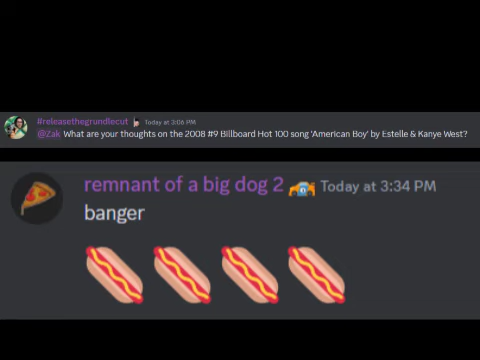 #releasethegrundlecut Today at 3:06 PM
@Zak What are your thoughts on the 2008 #9 Billboard Hot 100 song 'American Boy' by Estelle & Kanye West?
remnant of a big dog 2 Today at 3:34 PM
banger